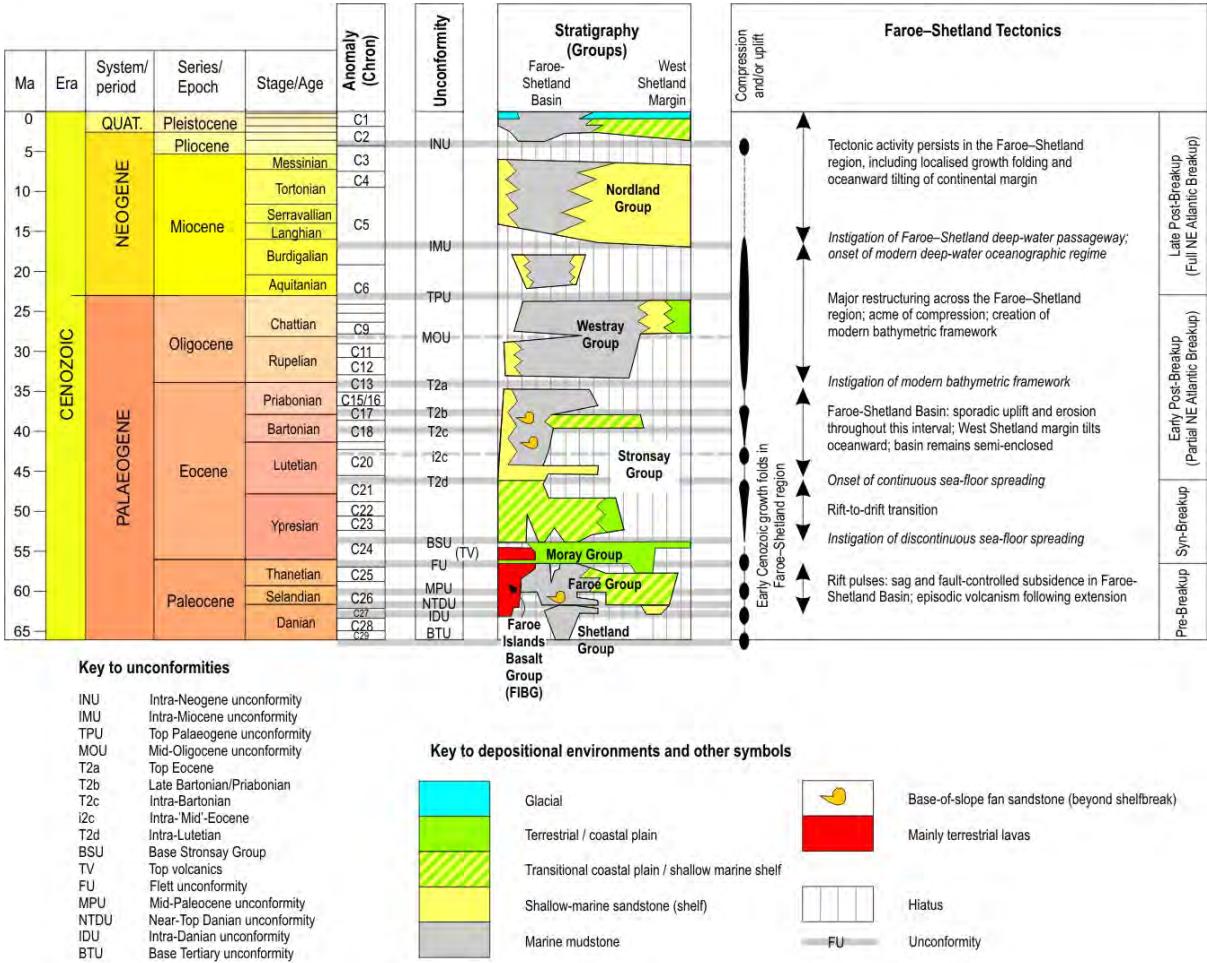 Stratigraphy
(Groups)
Faroe–Shetland Tectonics
Ma
Era
System/
period
Series/
Epoch
Stage/Age
Anomaly
(Chron)
Unconformity
Faroe-
Shetland
Basin
West
Shetland
Margin
Compression
and/or uplift
0
5
10
15
20
25
30
35
40
45
50
55
60
65
CENOZOIC
QUAT.
NEOGENE
PALAEOGENE
Pleistocene
Pliocene
Miocene
Oligocene
Eocene
Paleocene
Messinian
Tortonian
Serravallian
Langhian
Burdigalian
Aquitanian
Chattian
Rupelian
Priabonian
Bartonian
Lutetian
Ypresian
Thanetian
Selandian
Danian
C1
C2
C3
C4
C5
C6
C9
C11
C12
C13
C15/16
C17
C18
C20
C21
C22
C23
C24
C25
C26
C27
C28
C29
INU
IMU
TPU
MOU
T2a
T2b
T2c
i2c
T2d
BSU
(TV)
FU
MPU
NTDU
IDU
BTU
Nordland
Group
Westray
Group
Stronsay
Group
Moray Group
Faroe Group
Shetland
Group
Faroe
Islands
Basalt
Group
(FIBG)
Early Cenozoic growth folds in
Faroe–Shetland region
Tectonic activity persists in the Faroe–Shetland
region, including localised growth folding and
oceanward tilting of continental margin
Instigation of Faroe–Shetland deep-water passageway;
onset of modern deep-water oceanographic regime
Major restructuring across the Faroe–Shetland
region; acme of compression; creation of
modern bathymetric framework
Instigation of modern bathymetric framework
Faroe-Shetland Basin: sporadic uplift and erosion
throughout this interval; West Shetland margin tilts
oceanward; basin remains semi-enclosed
Onset of continuous sea-floor spreading
Rift-to-drift transition
Instigation of discontinuous sea-floor spreading
Rift pulses: sag and fault-controlled subsidence in Faroe-
Shetland Basin; episodic volcanism following extension
Late Post-Breakup
(Full NE Atlantic Breakup)
Early Post-Breakup
(Partial NE Atlantic Breakup)
Syn-Breakup
Pre-Breakup
Key to unconformities
INU Intra-Neogene unconformity
IMU Intra-Miocene unconformity
TPU Top Palaeogene unconformity
MOU Mid-Oligocene unconformity
T2a Top Eocene
T2b Late Bartonian/Priabonian
T2c Intra-Bartonian
i2c Intra-'Mid'-Eocene
T2d Intra-Lutetian
BSU Base Stronsay Group
TV Top volcanics
FU Flett unconformity
MPU Mid-Paleocene unconformity
NTDU Near-Top Danian unconformity
IDU Intra-Danian unconformity
BTU Base Tertiary unconformity
Key to depositional environments and other symbols
Glacial
Terrestrial / coastal plain
Transitional coastal plain / shallow marine shelf
Shallow-marine sandstone (shelf)
Marine mudstone
Base-of-slope fan sandstone (beyond shelfbreak)
Mainly terrestrial lavas
Hiatus
FU Unconformity